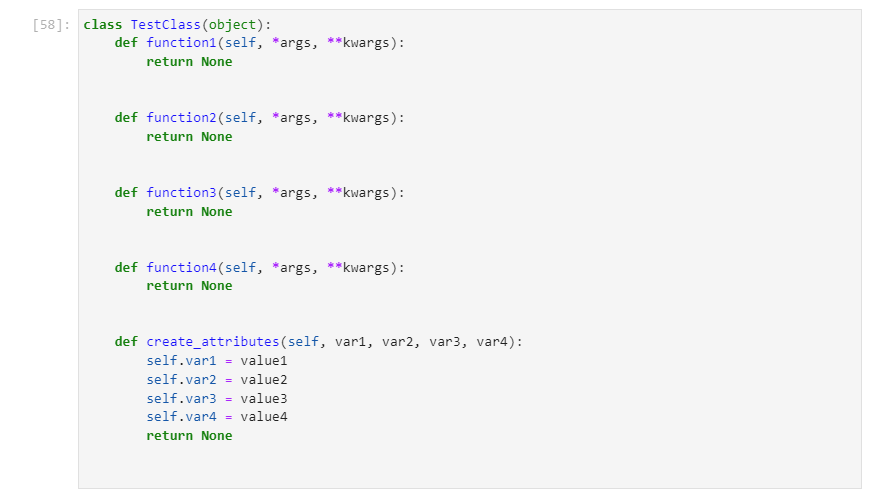 [58]: class TestClass(object):
    def function1(self, *args, **kwargs):
        return None
    def function2(self, *args, **kwargs):
        return None
    def function3(self, *args, **kwargs):
        return None
    def function4(self, *args, **kwargs):
        return None
    def create_attributes(self, var1, var2, var3, var4):
        self.var1 = value1
        self.var2 = value2
        self.var3 = value3
        self.var4 = value4
        return None